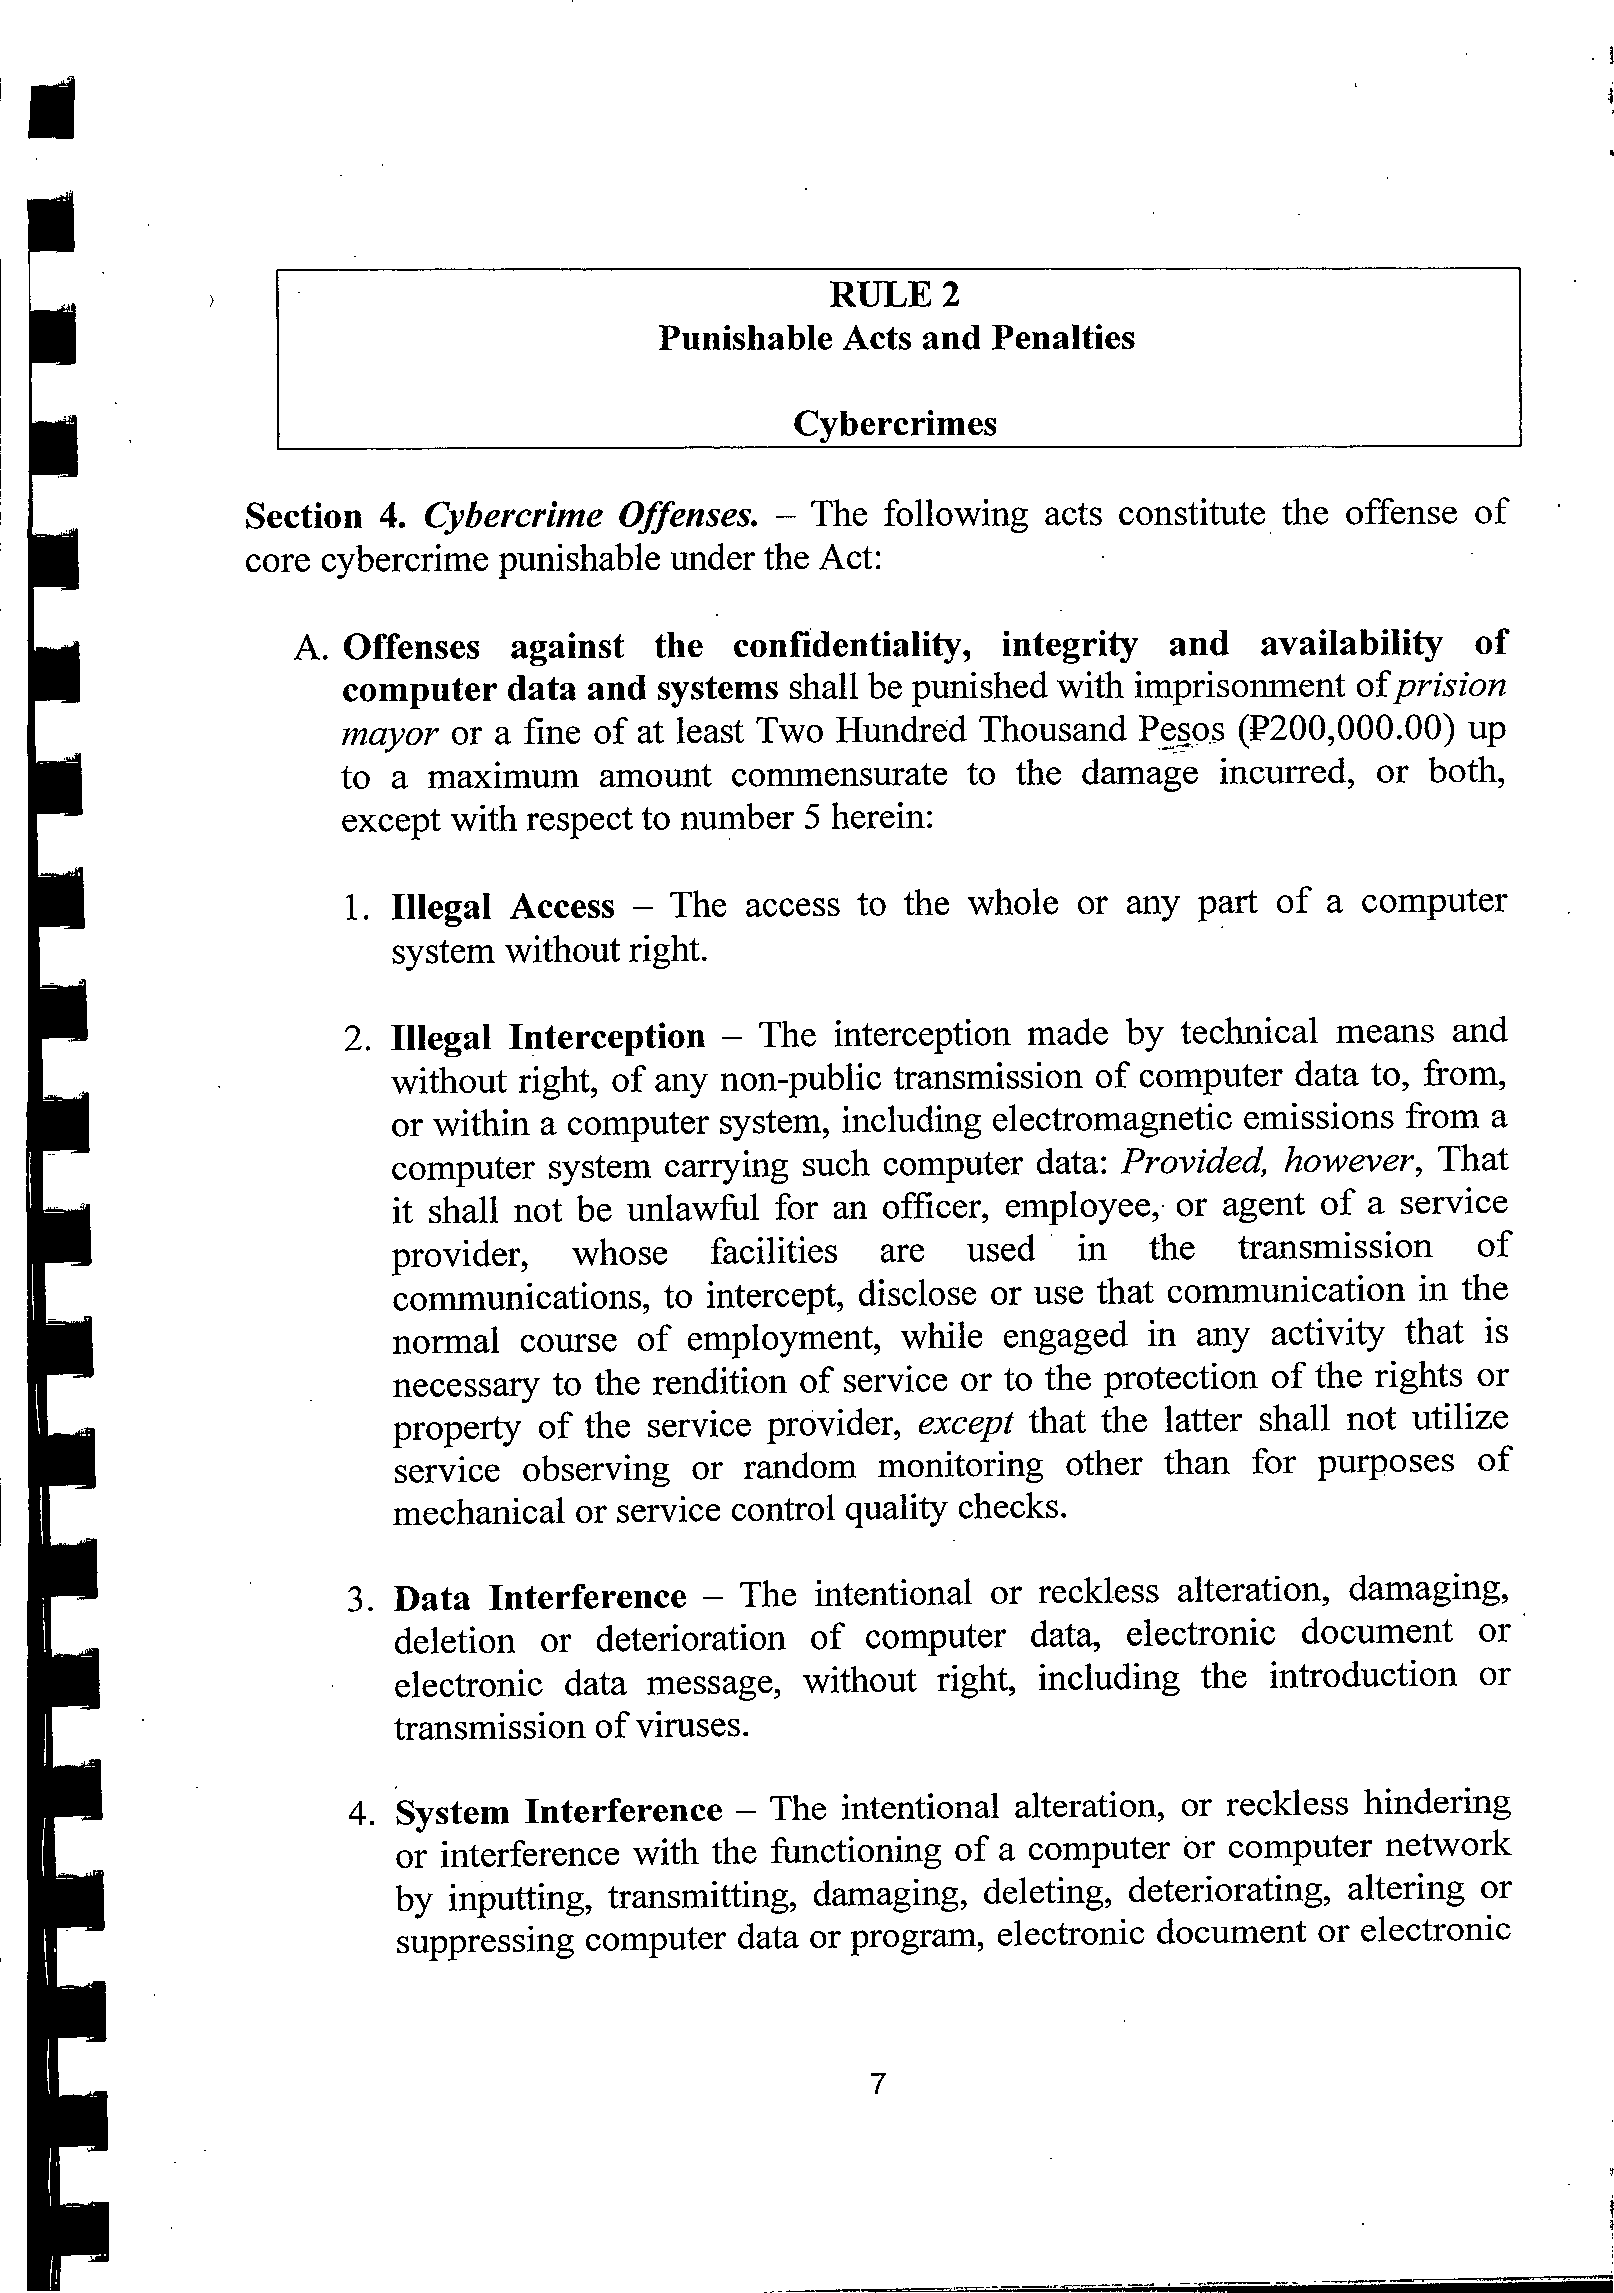 RULE 2
Punishable Acts and Penalties
Cybercrimes
Section 4. Cybercrime Offenses. – The following acts constitute the offense of
core cybercrime punishable under the Act:
A. Offenses against the confidentiality, integrity and availability of
computer data and systems shall be punished with imprisonment of prision
mayor or a fine of at least Two Hundred Thousand Pesos (₱200,000.00) up
to a maximum amount commensurate to the damage incurred, or both,
except with respect to number 5 herein:
1. Illegal Access – The access to the whole or any part of a computer
system without right.
2. Illegal Interception – The interception made by technical means and
without right, of any non-public transmission of computer data to, from,
or within a computer system, including electromagnetic emissions from a
computer system carrying such computer data: Provided, however, That
it shall not be unlawful for an officer, employee, or agent of a service
provider, whose facilities are used in the transmission of
communications, to intercept, disclose or use that communication in the
normal course of employment, while engaged in any activity that is
necessary to the rendition of service or to the protection of the rights or
property of the service provider, except that the latter shall not utilize
service observing or random monitoring other than for purposes of
mechanical or service control quality checks.
3. Data Interference – The intentional or reckless alteration, damaging,
deletion or deterioration of computer data, electronic document or
electronic data message, without right, including the introduction or
transmission of viruses.
4. System Interference – The intentional alteration, or reckless hindering
or interference with the functioning of a computer or computer network
by inputting, transmitting, damaging, deleting, deteriorating, altering or
suppressing computer data or program, electronic document or electronic
7